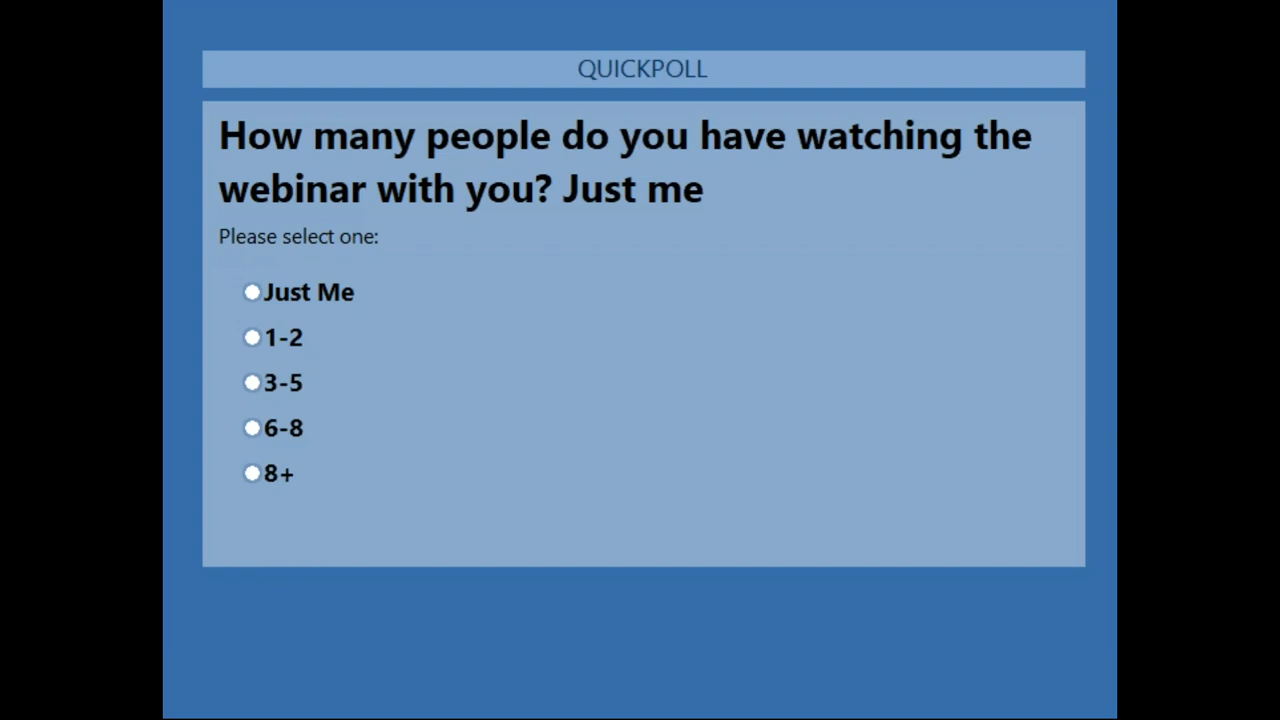 QUICKPOLL
How many people do you have watching the
webinar with you? Just me
Please select one:
Just Me
1-2
3-5
6-8
8+